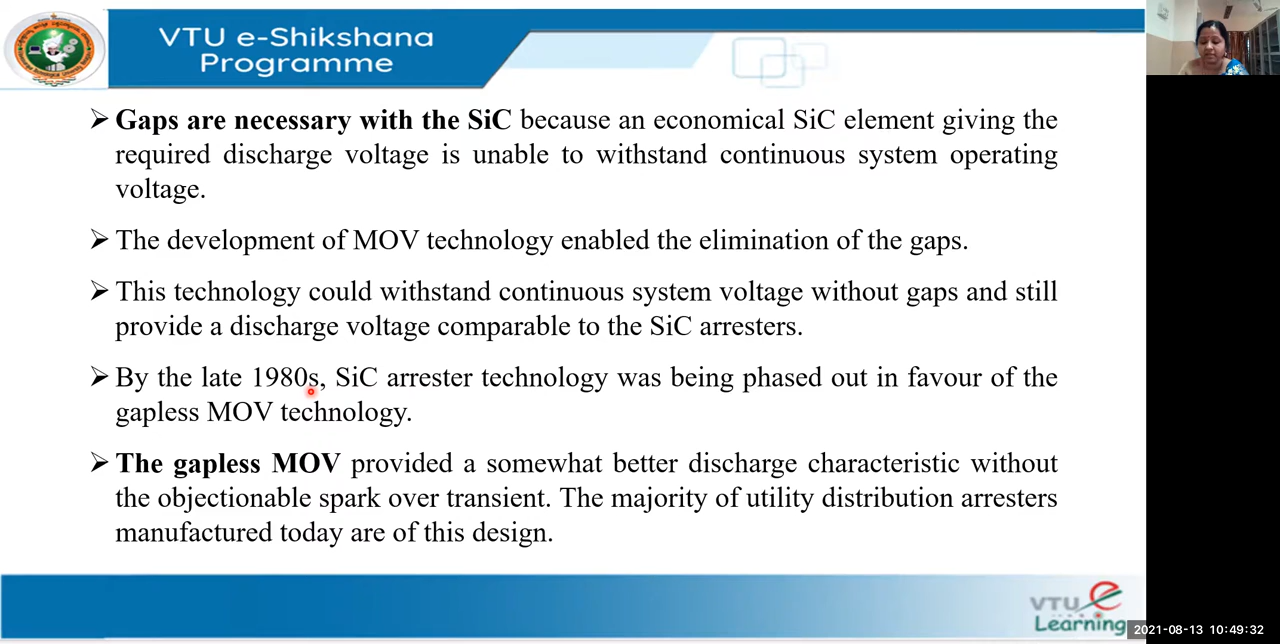 VTU e-Shikshana
Programme
➢ Gaps are necessary with the SiC because an economical SiC element giving the
required discharge voltage is unable to withstand continuous system operating
voltage.
➢ The development of MOV technology enabled the elimination of the gaps.
➢ This technology could withstand continuous system voltage without gaps and still
provide a discharge voltage comparable to the SiC arresters.
➢ By the late 1980s, SiC arrester technology was being phased out in favour of the
gapless MOV technology.
➢ The gapless MOV provided a somewhat better discharge characteristic without
the objectionable spark over transient. The majority of utility distribution arresters
manufactured today are of this design.
VTU e
Learning
2021-08-13 10:49:32